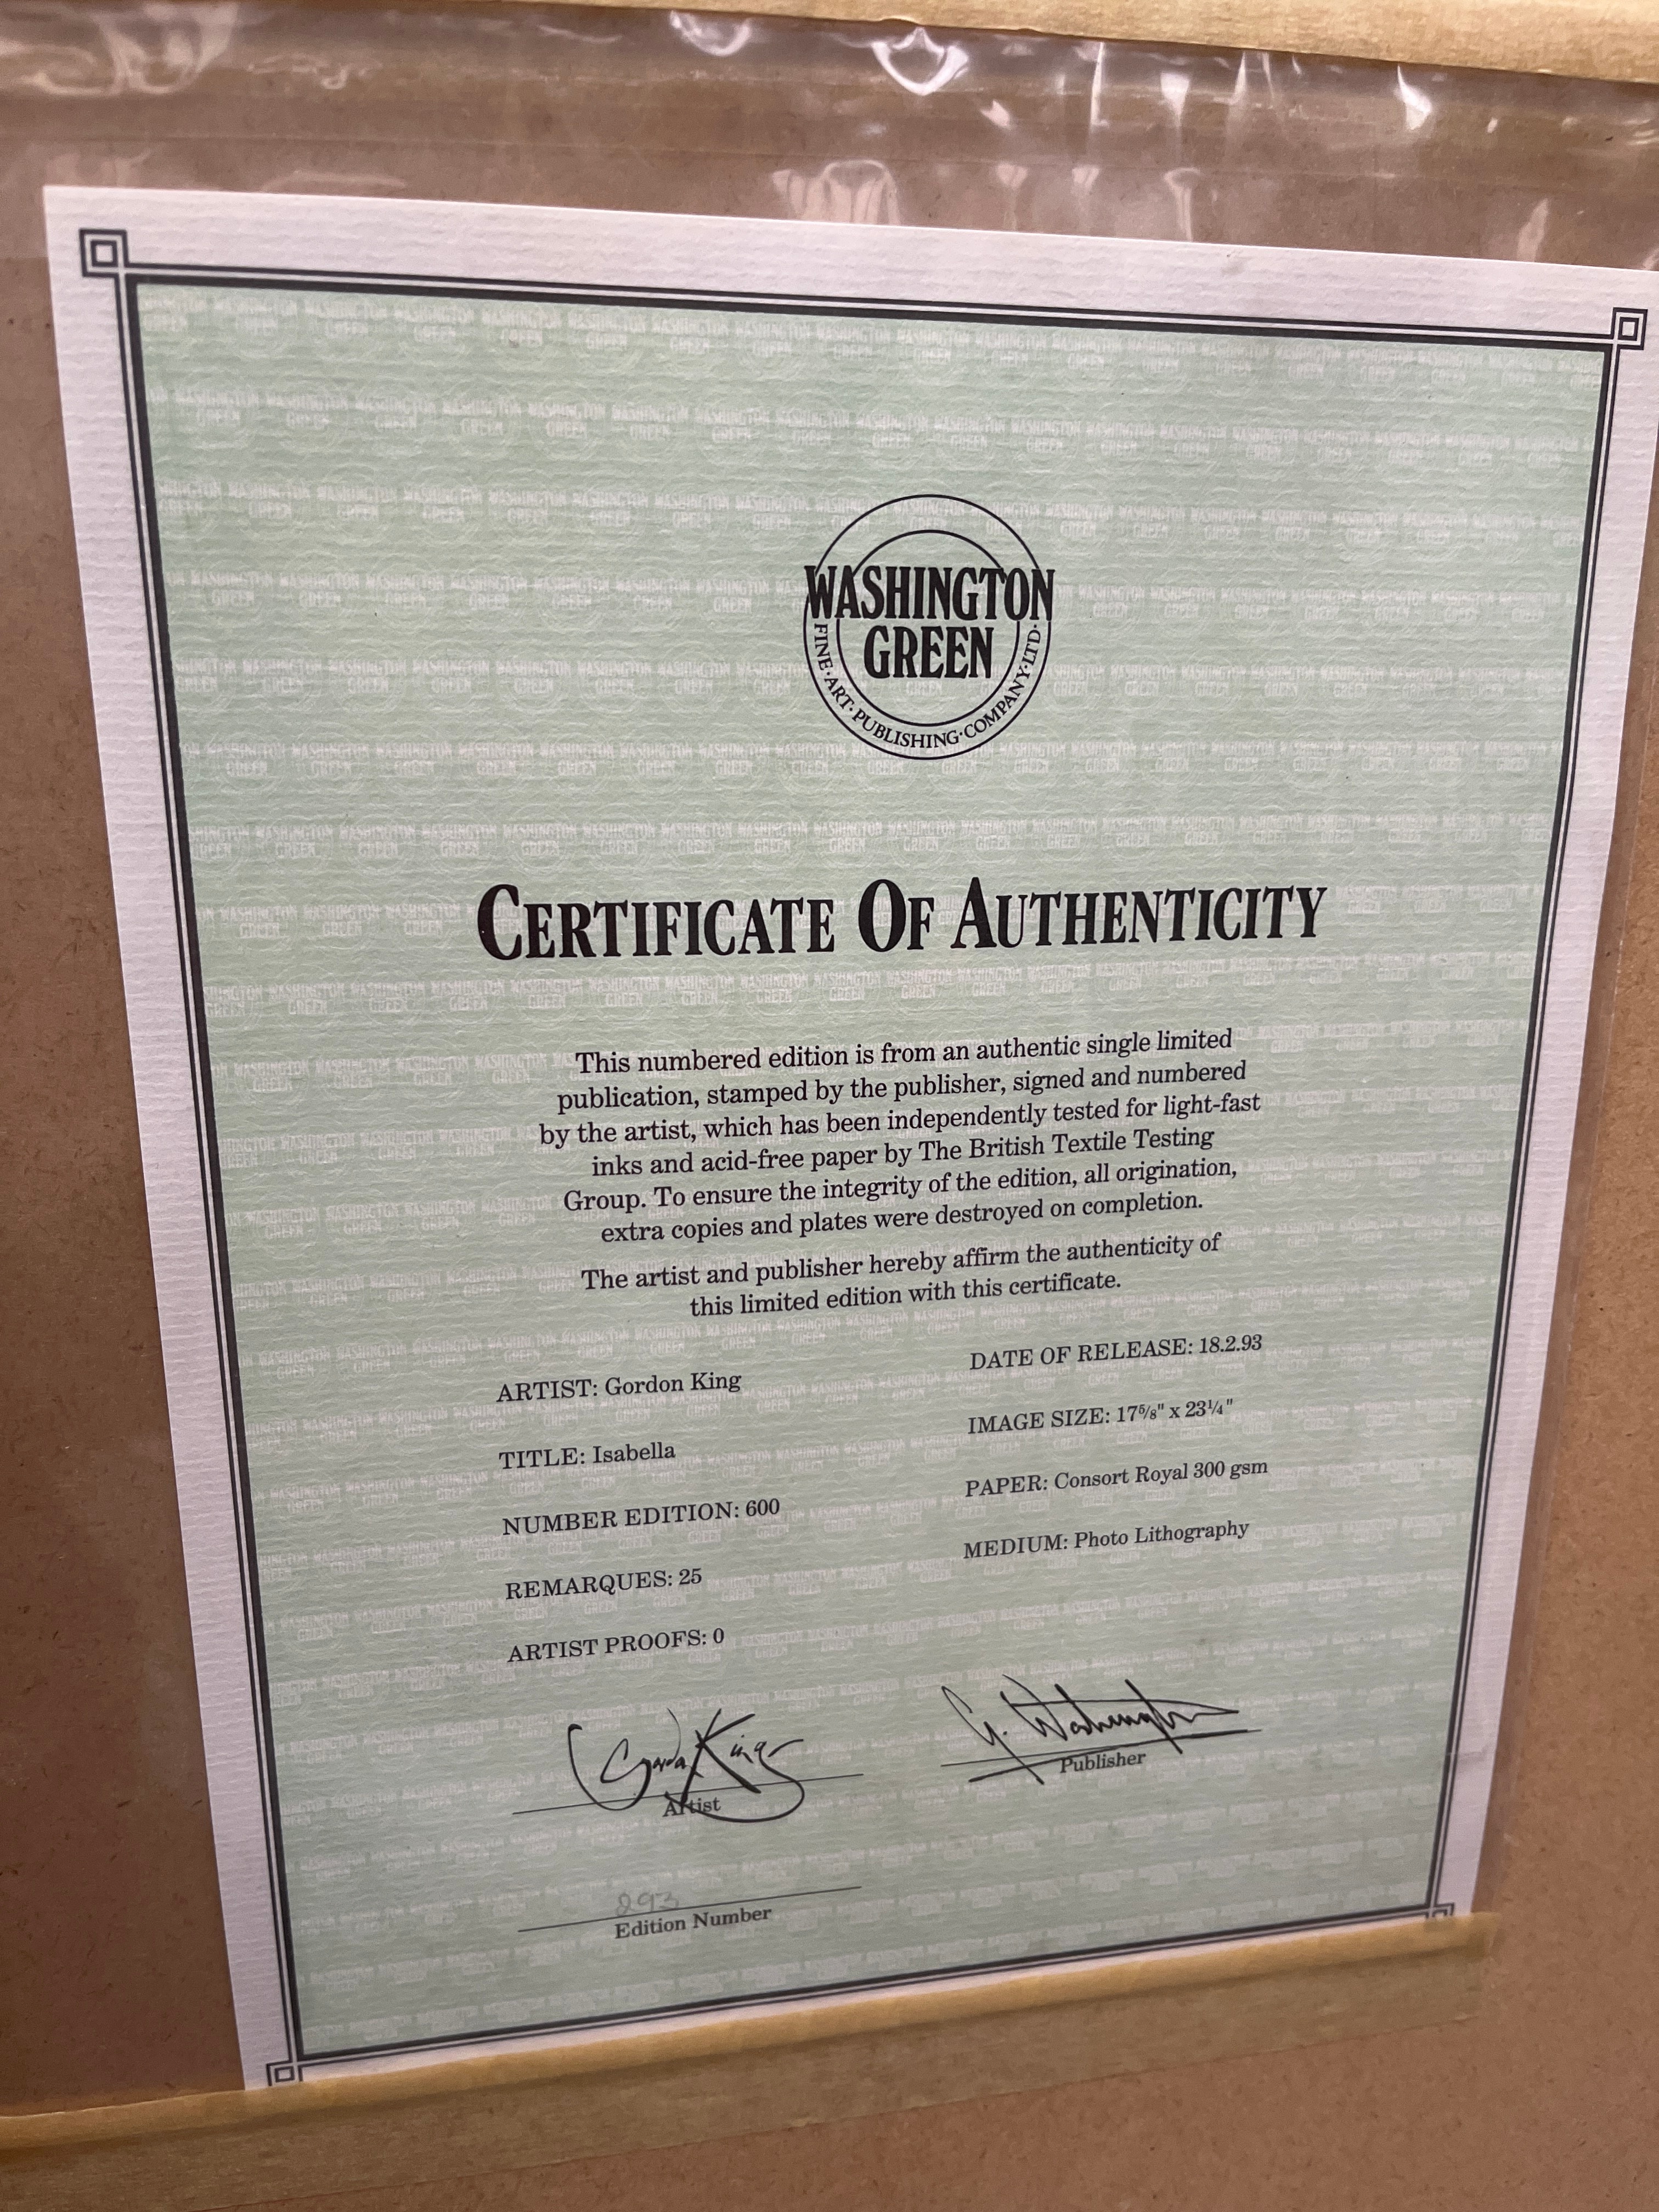 WASHINGTON
GREEN
FINE·ART·PUBLISHING·COMPANY·LTD·
CERTIFICATE OF AUTHENTICITY
This numbered edition is from an authentic single limited
publication, stamped by the publisher, signed and numbered
by the artist, which has been independently tested for light-fast
inks and acid-free paper by The British Textile Testing
Group. To ensure the integrity of the edition, all origination,
extra copies and plates were destroyed on completion.
The artist and publisher hereby affirm the authenticity of
this limited edition with this certificate.
ARTIST: Gordon King
TITLE: Isabella
NUMBER EDITION: 600
REMARQUES: 25
ARTIST PROOFS: 0
DATE OF RELEASE: 18.2.93
IMAGE SIZE: 17⅝" x 23¼"
PAPER: Consort Royal 300 gsm
MEDIUM: Photo Lithography
Gordon King
Artist
G. Washington
Publisher
293
Edition Number